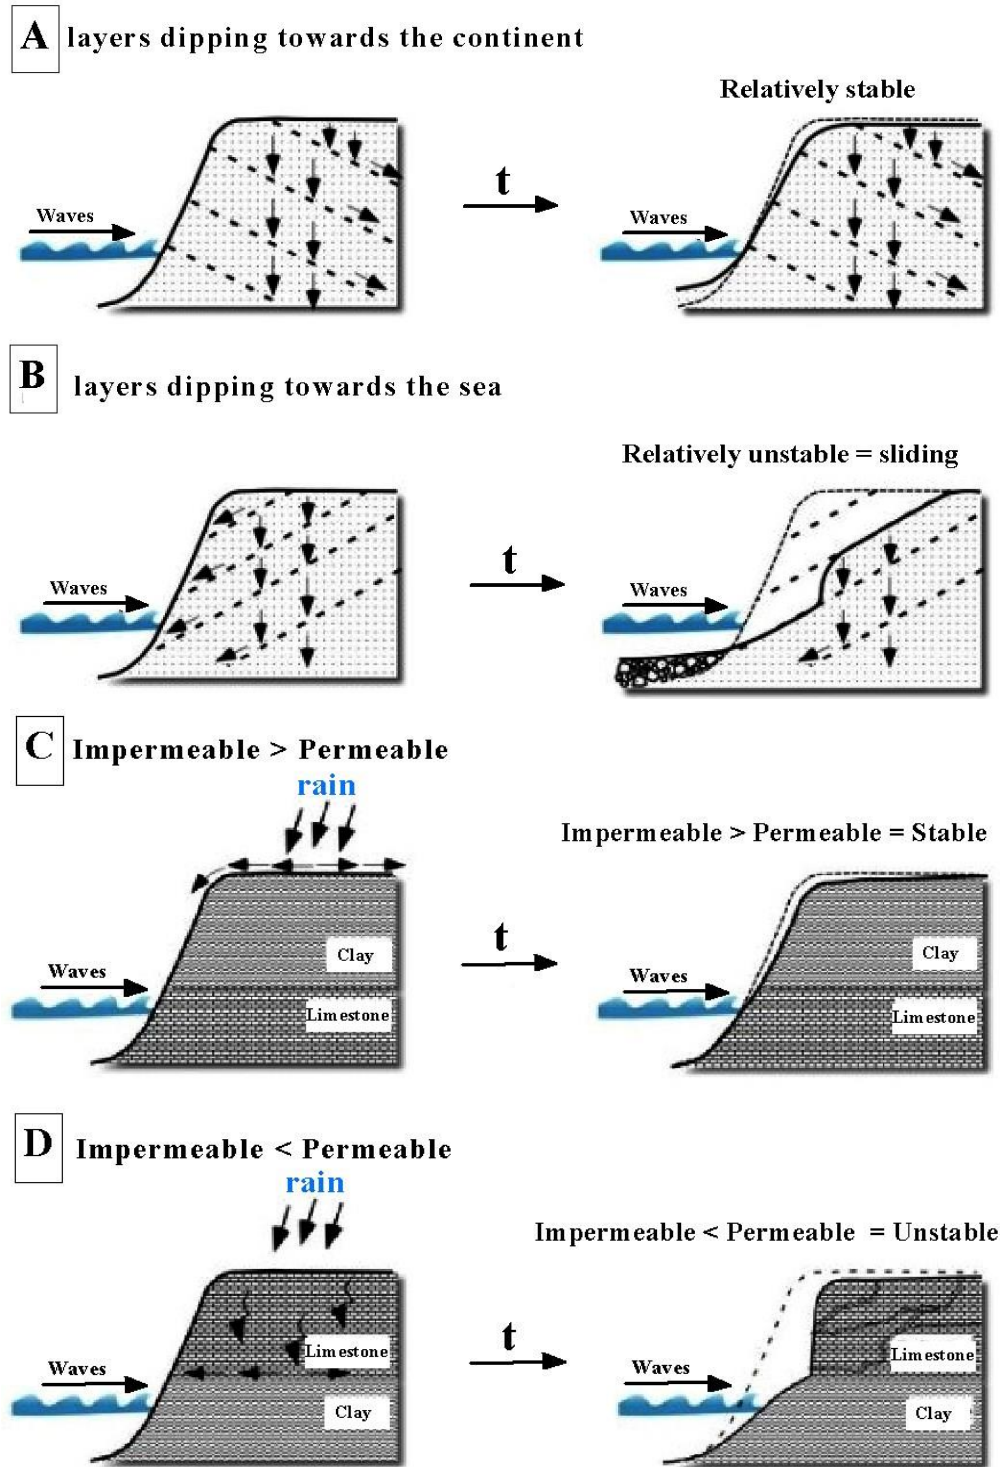 A layers dipping towards the continent
Relatively stable
Waves
t
Waves
B layers dipping towards the sea
Relatively unstable = sliding
Waves
t
Waves
C Impermeable > Permeable
rain
Impermeable > Permeable = Stable
Clay
Waves
Limestone
t
Clay
Waves
Limestone
D Impermeable < Permeable
rain
Impermeable < Permeable = Unstable
Limestone
Waves
Clay
t
Limestone
Waves
Clay